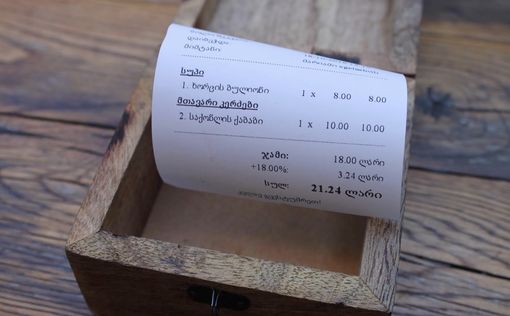 მიმტანი
სუპი
1. ხორცის ბულიონი 1 x 8.00 8.00
მთავარი კერძები
2. საქონლის ქაბაბი 1 x 10.00 10.00
ჯამი: 18.00 ლარი
+18.00%: 3.24 ლარი
სულ: 21.24 ლარი